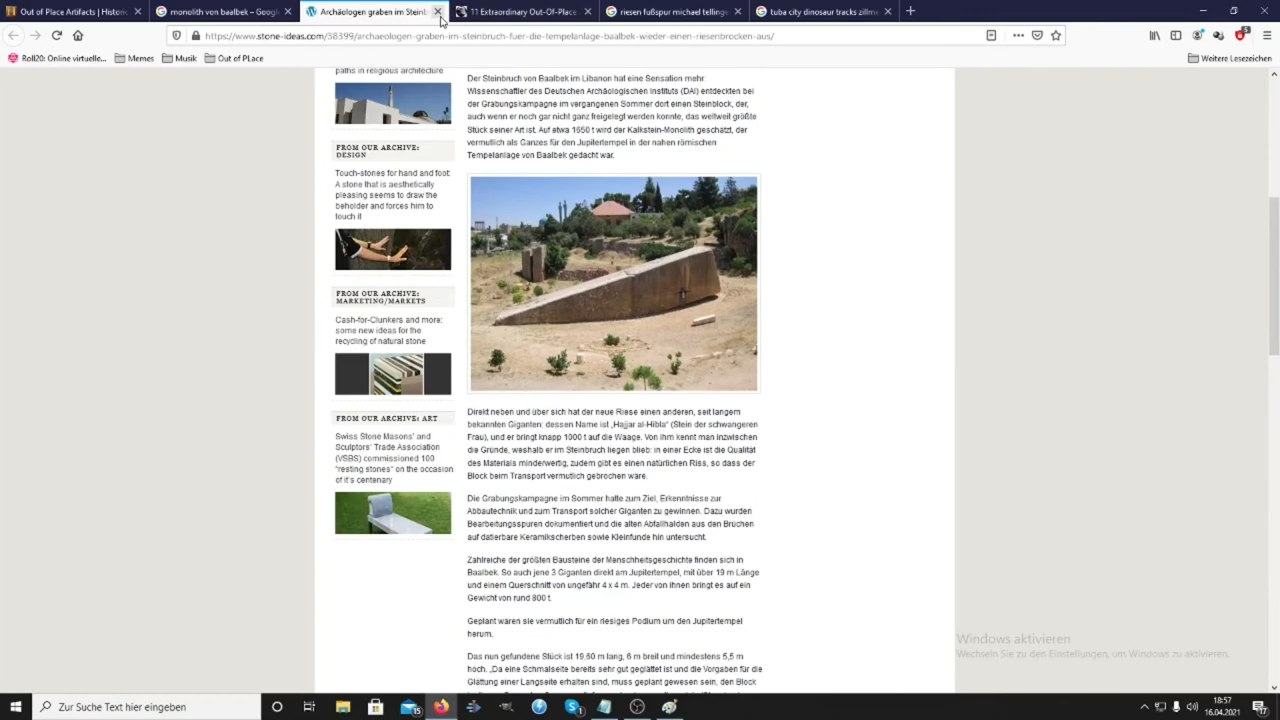 Out of Place Artifacts | Historic
monolith von baalbek – Google
Archäologen graben im Steinb
11 Extraordinary Out-Of-Place
riesen fußspur michael tellinge
tuba city dinosaur tracks zillme
https://www.stone-ideas.com/38399/archaeologen-graben-im-steinbruch-fuer-die-tempelanlage-baalbek-wieder-einen-riesenbrocken-aus/
Roll20: Online virtuelle...
Memes
Musik
Out of PLace
Weitere Lesezeichen
paths in religious architecture
FROM OUR ARCHIVE:
DESIGN
Touch-stones for hand and foot:
A stone that is aesthetically
pleasing seems to draw the
beholder and forces him to
touch it
FROM OUR ARCHIVE:
MARKETING/MARKETS
Cash-for-Clunkers and more:
some new ideas for the
recycling of natural stone
FROM OUR ARCHIVE: ART
Swiss Stone Masons' and
Sculptors' Trade Association
(VSBS) commissioned 100
"resting stones" on the occasion
of it's centenary
Der Steinbruch von Baalbek im Libanon hat eine Sensation mehr
Wissenschaftler des Deutschen Archäologischen Instituts (DAI) entdeckten bei
der Grabungskampagne im vergangenen Sommer dort einen Steinblock, der,
auch wenn er noch gar nicht ganz freigelegt werden konnte, das weltweit größte
Stück seiner Art ist. Auf etwa 1650 t wird der Kalkstein-Monolith geschätzt, der
vermutlich als Ganzes für den Jupitertempel in der nahen römischen
Tempelanlage von Baalbek gedacht war.
Direkt neben und über sich hat der neue Riese einen anderen, seit langem
bekannten Giganten: dessen Name ist „Hajjar al-Hibla“ (Stein der schwangeren
Frau), und er bringt knapp 1000 t auf die Waage. Von ihm kennt man inzwischen
die Gründe, weshalb er im Steinbruch liegen blieb: in einer Ecke ist die Qualität
des Materials minderwertig, zudem gibt es einen natürlichen Riss, so dass der
Block beim Transport vermutlich gebrochen wäre.
Die Grabungskampagne im Sommer hatte zum Ziel, Erkenntnisse zur
Abbautechnik und zum Transport solcher Giganten zu gewinnen. Dazu wurden
Bearbeitungsspuren dokumentiert und die alten Abfallhalden aus den Brüchen
auf datierbare Keramikscherben sowie Kleinfunde hin untersucht.
Zahlreiche der größten Bausteine der Menschheitsgeschichte finden sich in
Baalbek. So auch jene 3 Giganten direkt am Jupitertempel, mit über 19 m Länge
und einem Querschnitt von ungefähr 4 x 4 m. Jeder von ihnen bringt es auf ein
Gewicht von rund 800 t.
Geplant waren sie vermutlich für ein riesiges Podium um den Jupitertempel
herum.
Das nun gefundene Stück ist 19,60 m lang, 6 m breit und mindestens 5,5 m
hoch. „Da eine Schmalseite bereits sehr gut geglättet ist und die Vorgaben für die
Glättung einer Langseite erhalten sind, muss geplant gewesen sein, den Block
Windows aktivieren
Wechseln Sie zu den Einstellungen, um Windows zu aktivieren.
Zur Suche Text hier eingeben
15
1
18:57
16.04.2021
17